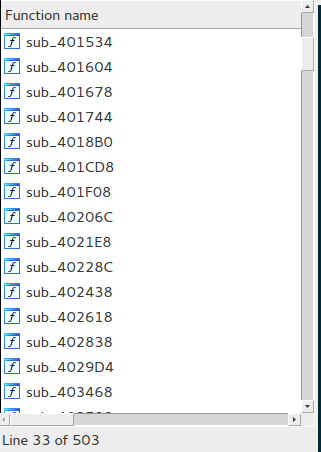 Function name
sub_401534
sub_401604
sub_401678
sub_401744
sub_4018B0
sub_401CD8
sub_401F08
sub_40206C
sub_4021E8
sub_40228C
sub_402438
sub_402618
sub_402838
sub_4029D4
sub_403468
Line 33 of 503